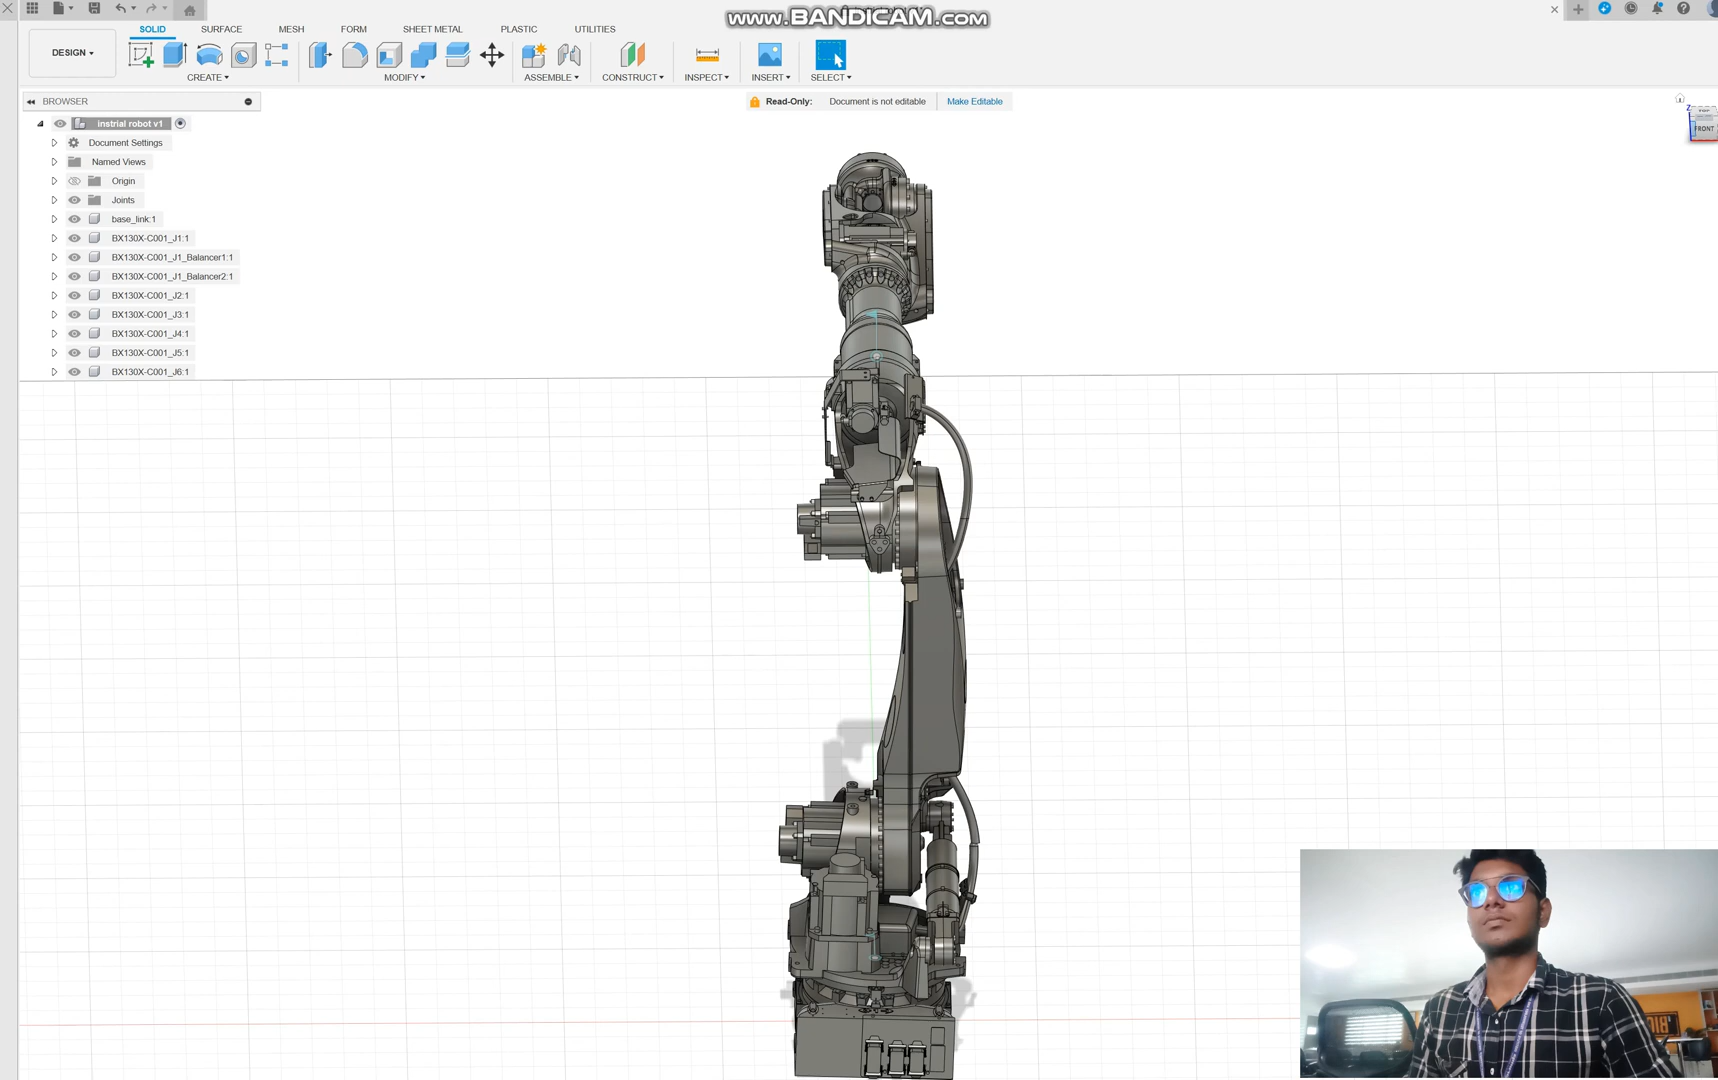 www.BANDICAM.com
SOLID SURFACE MESH FORM SHEET METAL PLASTIC UTILITIES
DESIGN
CREATE MODIFY ASSEMBLE CONSTRUCT INSPECT INSERT SELECT
BROWSER
Read-Only: Document is not editable Make Editable
instrial robot v1
Document Settings
Named Views
Origin
Joints
base_link:1
BX130X-C001_J1:1
BX130X-C001_J1_Balancer1:1
BX130X-C001_J1_Balancer2:1
BX130X-C001_J2:1
BX130X-C001_J3:1
BX130X-C001_J4:1
BX130X-C001_J5:1
BX130X-C001_J6:1
Z
FRONT